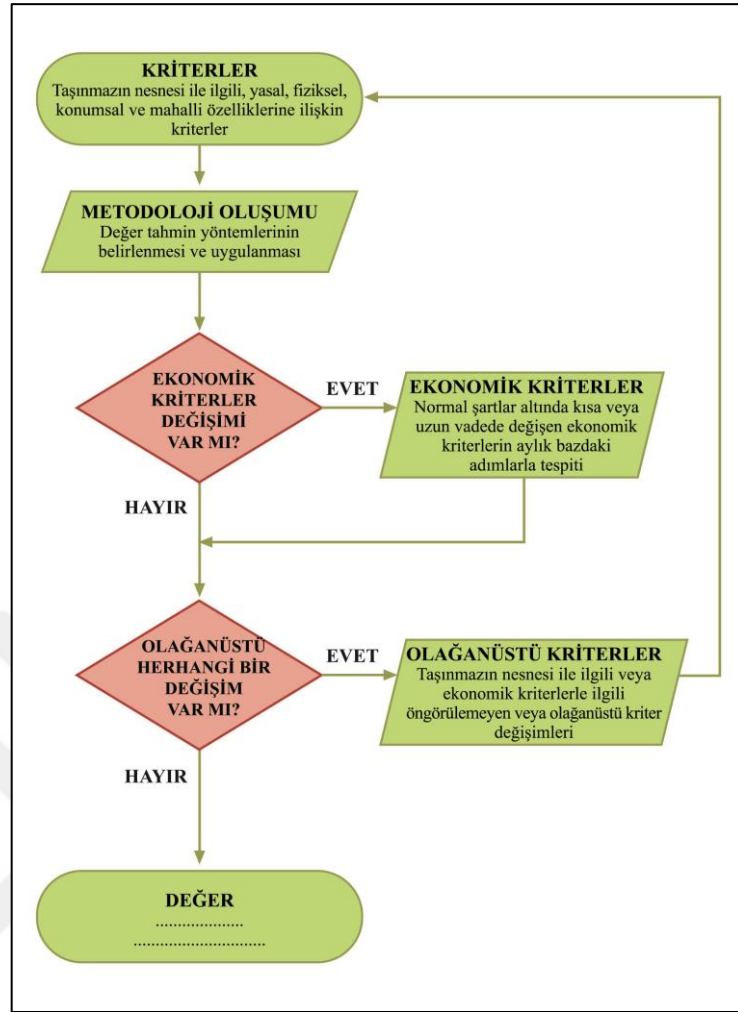 KRİTERLER
Taşınmazın nesnesi ile ilgili, yasal, fiziksel,
konumsal ve mahalli özelliklerine ilişkin
kriterler
METODOLOJİ OLUŞUMU
Değer tahmin yöntemlerinin
belirlenmesi ve uygulanması
EKONOMİK
KRİTERLER
DEĞİŞİMİ
VAR MI?
EVET
EKONOMİK KRİTERLER
Normal şartlar altında kısa veya
uzun vadede değişen ekonomik
kriterlerin aylık bazdaki
adımlarla tespiti
HAYIR
OLAĞANÜSTÜ
HERHANGİ BİR
DEĞİŞİM
VAR MI?
EVET
OLAĞANÜSTÜ KRİTERLER
Taşınmazın nesnesi ile ilgili veya
ekonomik kriterlerle ilgili
öngörülemeyen veya olağanüstü kriter
değişimleri
HAYIR
DEĞER
....................
..............................